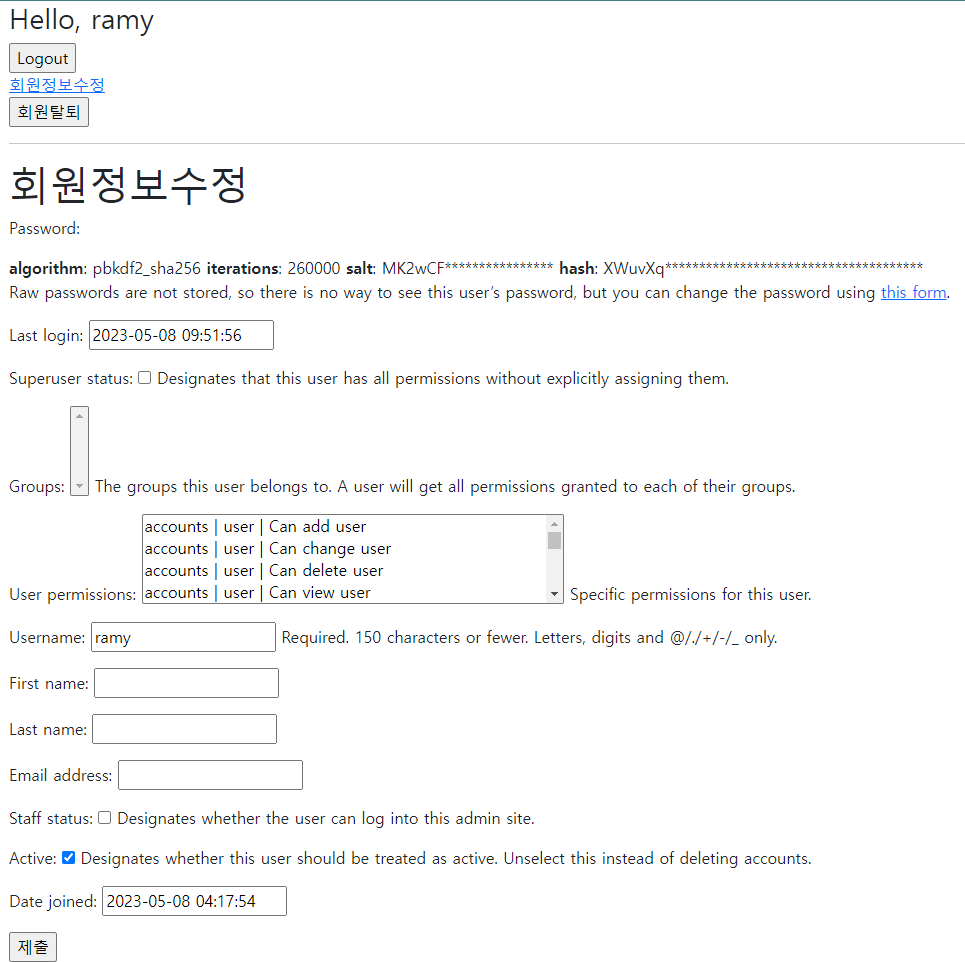 Hello, ramy
Logout
회원정보수정
회원탈퇴
회원정보수정
Password:
algorithm: pbkdf2_sha256 iterations: 260000 salt: MK2wCF**************** hash: XWuvXq**************************************
Raw passwords are not stored, so there is no way to see this user’s password, but you can change the password using this form.
Last login: 2023-05-08 09:51:56
Superuser status: Designates that this user has all permissions without explicitly assigning them.
Groups: The groups this user belongs to. A user will get all permissions granted to each of their groups.
accounts | user | Can add user
accounts | user | Can change user
accounts | user | Can delete user
accounts | user | Can view user
User permissions: Specific permissions for this user.
Username: ramy Required. 150 characters or fewer. Letters, digits and @/./+/-/_ only.
First name:
Last name:
Email address:
Staff status: Designates whether the user can log into this admin site.
Active: Designates whether this user should be treated as active. Unselect this instead of deleting accounts.
Date joined: 2023-05-08 04:17:54
제출